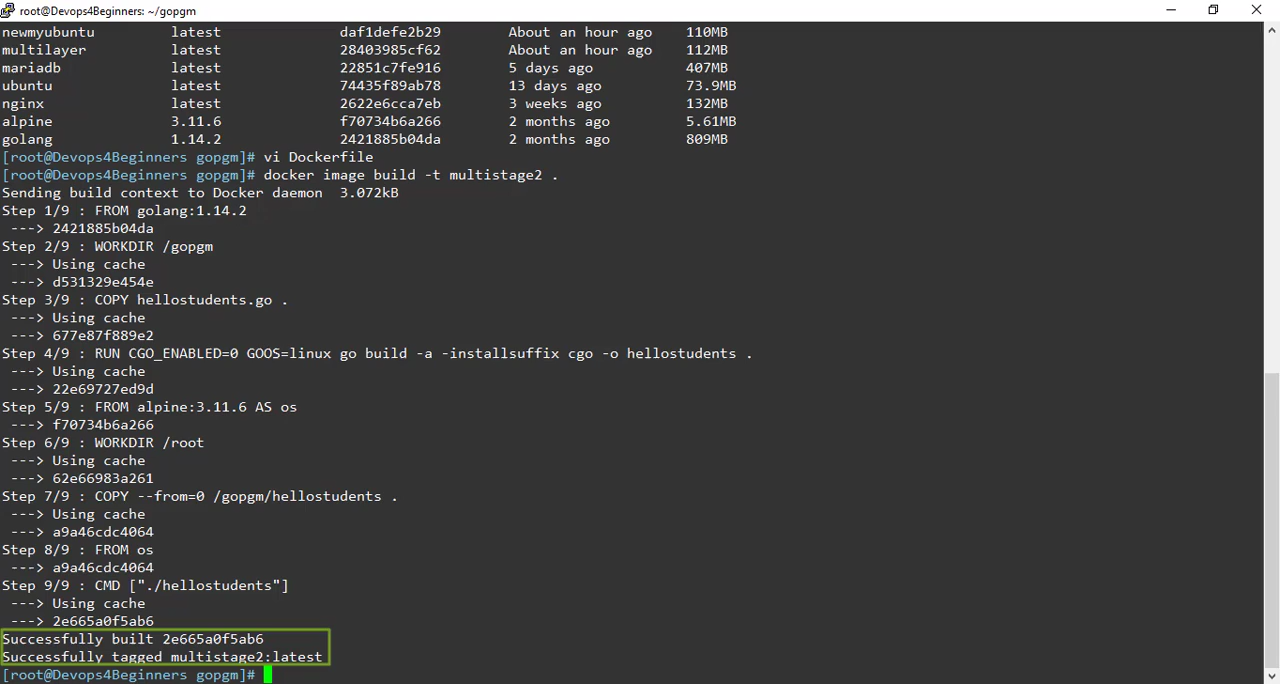 root@Devops4Beginners: ~/gopgm
newmyubuntu latest daf1defe2b29 About an hour ago 110MB
multilayer latest 28403985cf62 About an hour ago 112MB
mariadb latest 22851c7fe916 5 days ago 407MB
ubuntu latest 74435f89ab78 13 days ago 73.9MB
nginx latest 2622e6cca7eb 3 weeks ago 132MB
alpine 3.11.6 f70734b6a266 2 months ago 5.61MB
golang 1.14.2 2421885b04da 2 months ago 809MB
[root@Devops4Beginners gopgm]# vi Dockerfile
[root@Devops4Beginners gopgm]# docker image build -t multistage2 .
Sending build context to Docker daemon 3.072kB
Step 1/9 : FROM golang:1.14.2
---> 2421885b04da
Step 2/9 : WORKDIR /gopgm
---> Using cache
---> d531329e454e
Step 3/9 : COPY hellostudents.go .
---> Using cache
---> 677e87f889e2
Step 4/9 : RUN CGO_ENABLED=0 GOOS=linux go build -a -installsuffix cgo -o hellostudents .
---> Using cache
---> 22e69727ed9d
Step 5/9 : FROM alpine:3.11.6 AS os
---> f70734b6a266
Step 6/9 : WORKDIR /root
---> Using cache
---> 62e66983a261
Step 7/9 : COPY --from=0 /gopgm/hellostudents .
---> Using cache
---> a9a46cdc4064
Step 8/9 : FROM os
---> a9a46cdc4064
Step 9/9 : CMD ["./hellostudents"]
---> Using cache
---> 2e665a0f5ab6
Successfully built 2e665a0f5ab6
Successfully tagged multistage2:latest
[root@Devops4Beginners gopgm]#